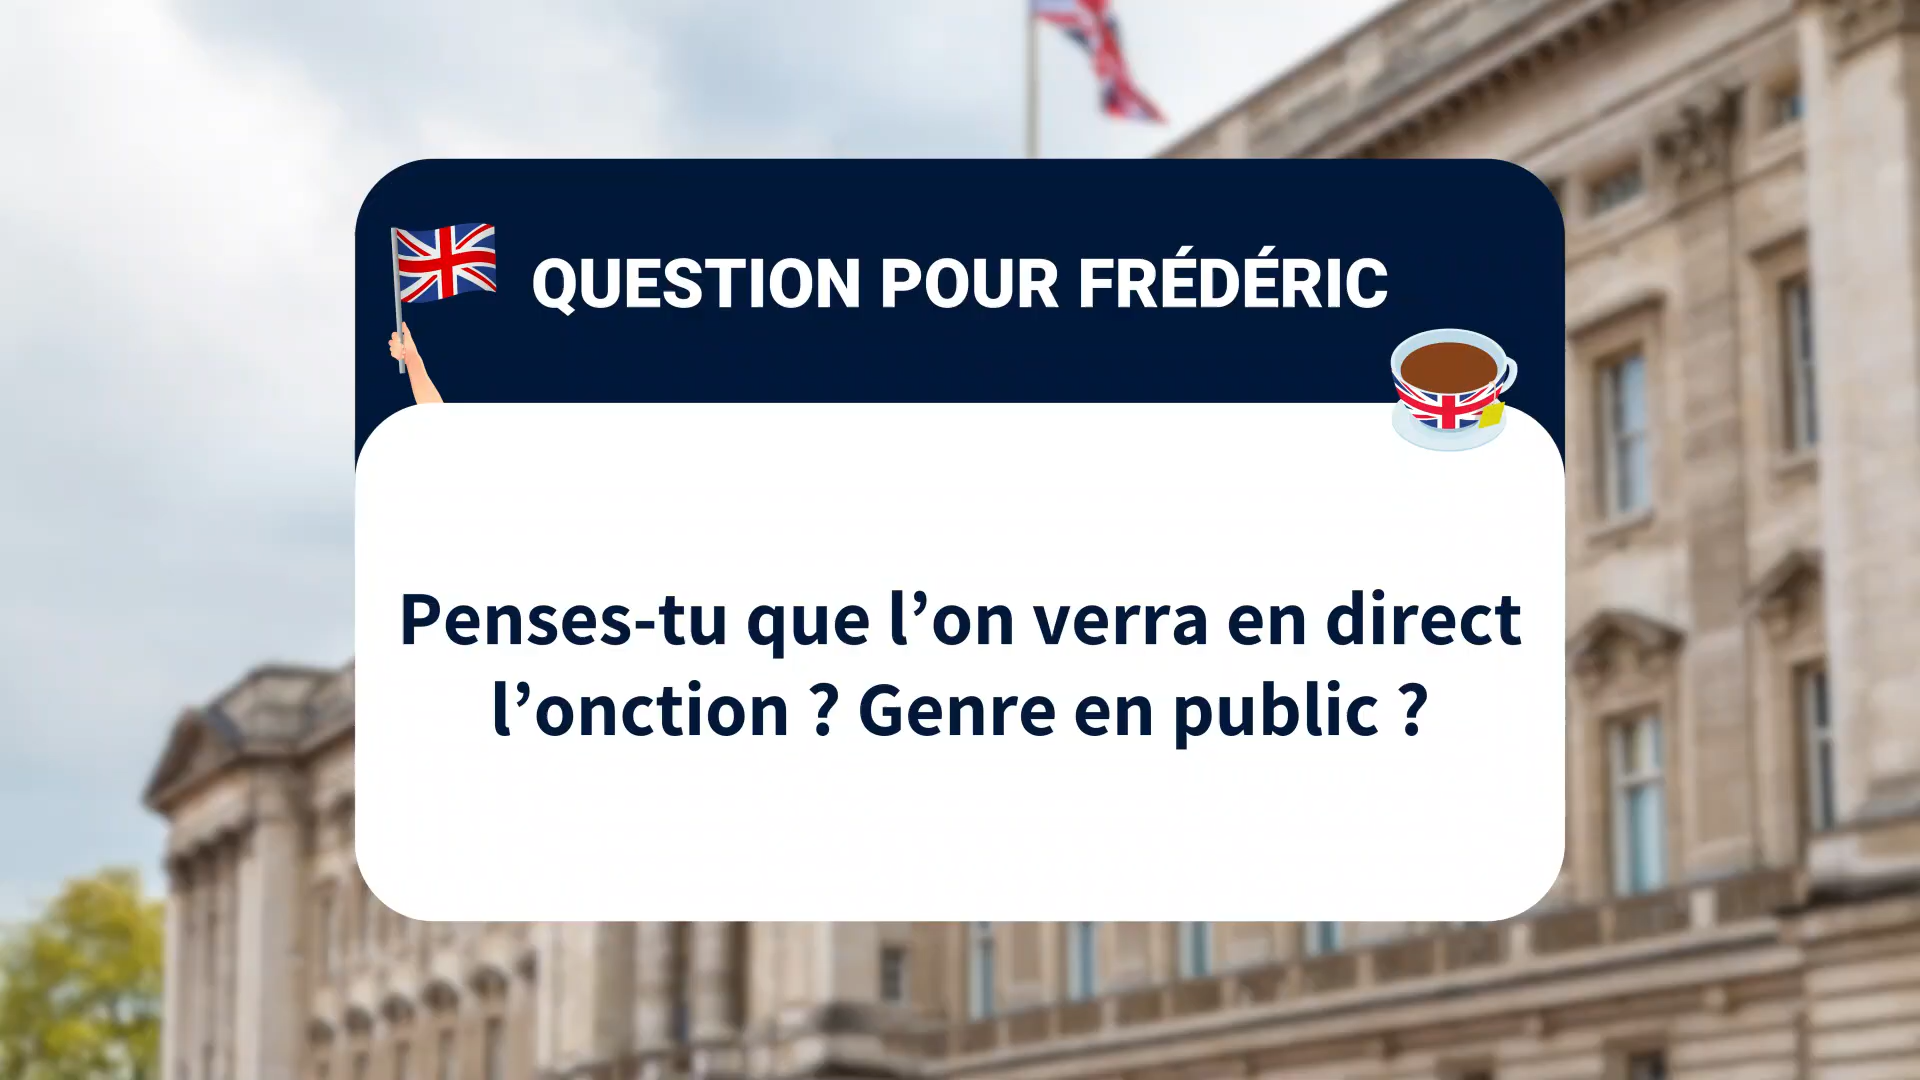 QUESTION POUR FRÉDÉRIC
Penses-tu que l’on verra en direct
l’onction ? Genre en public ?